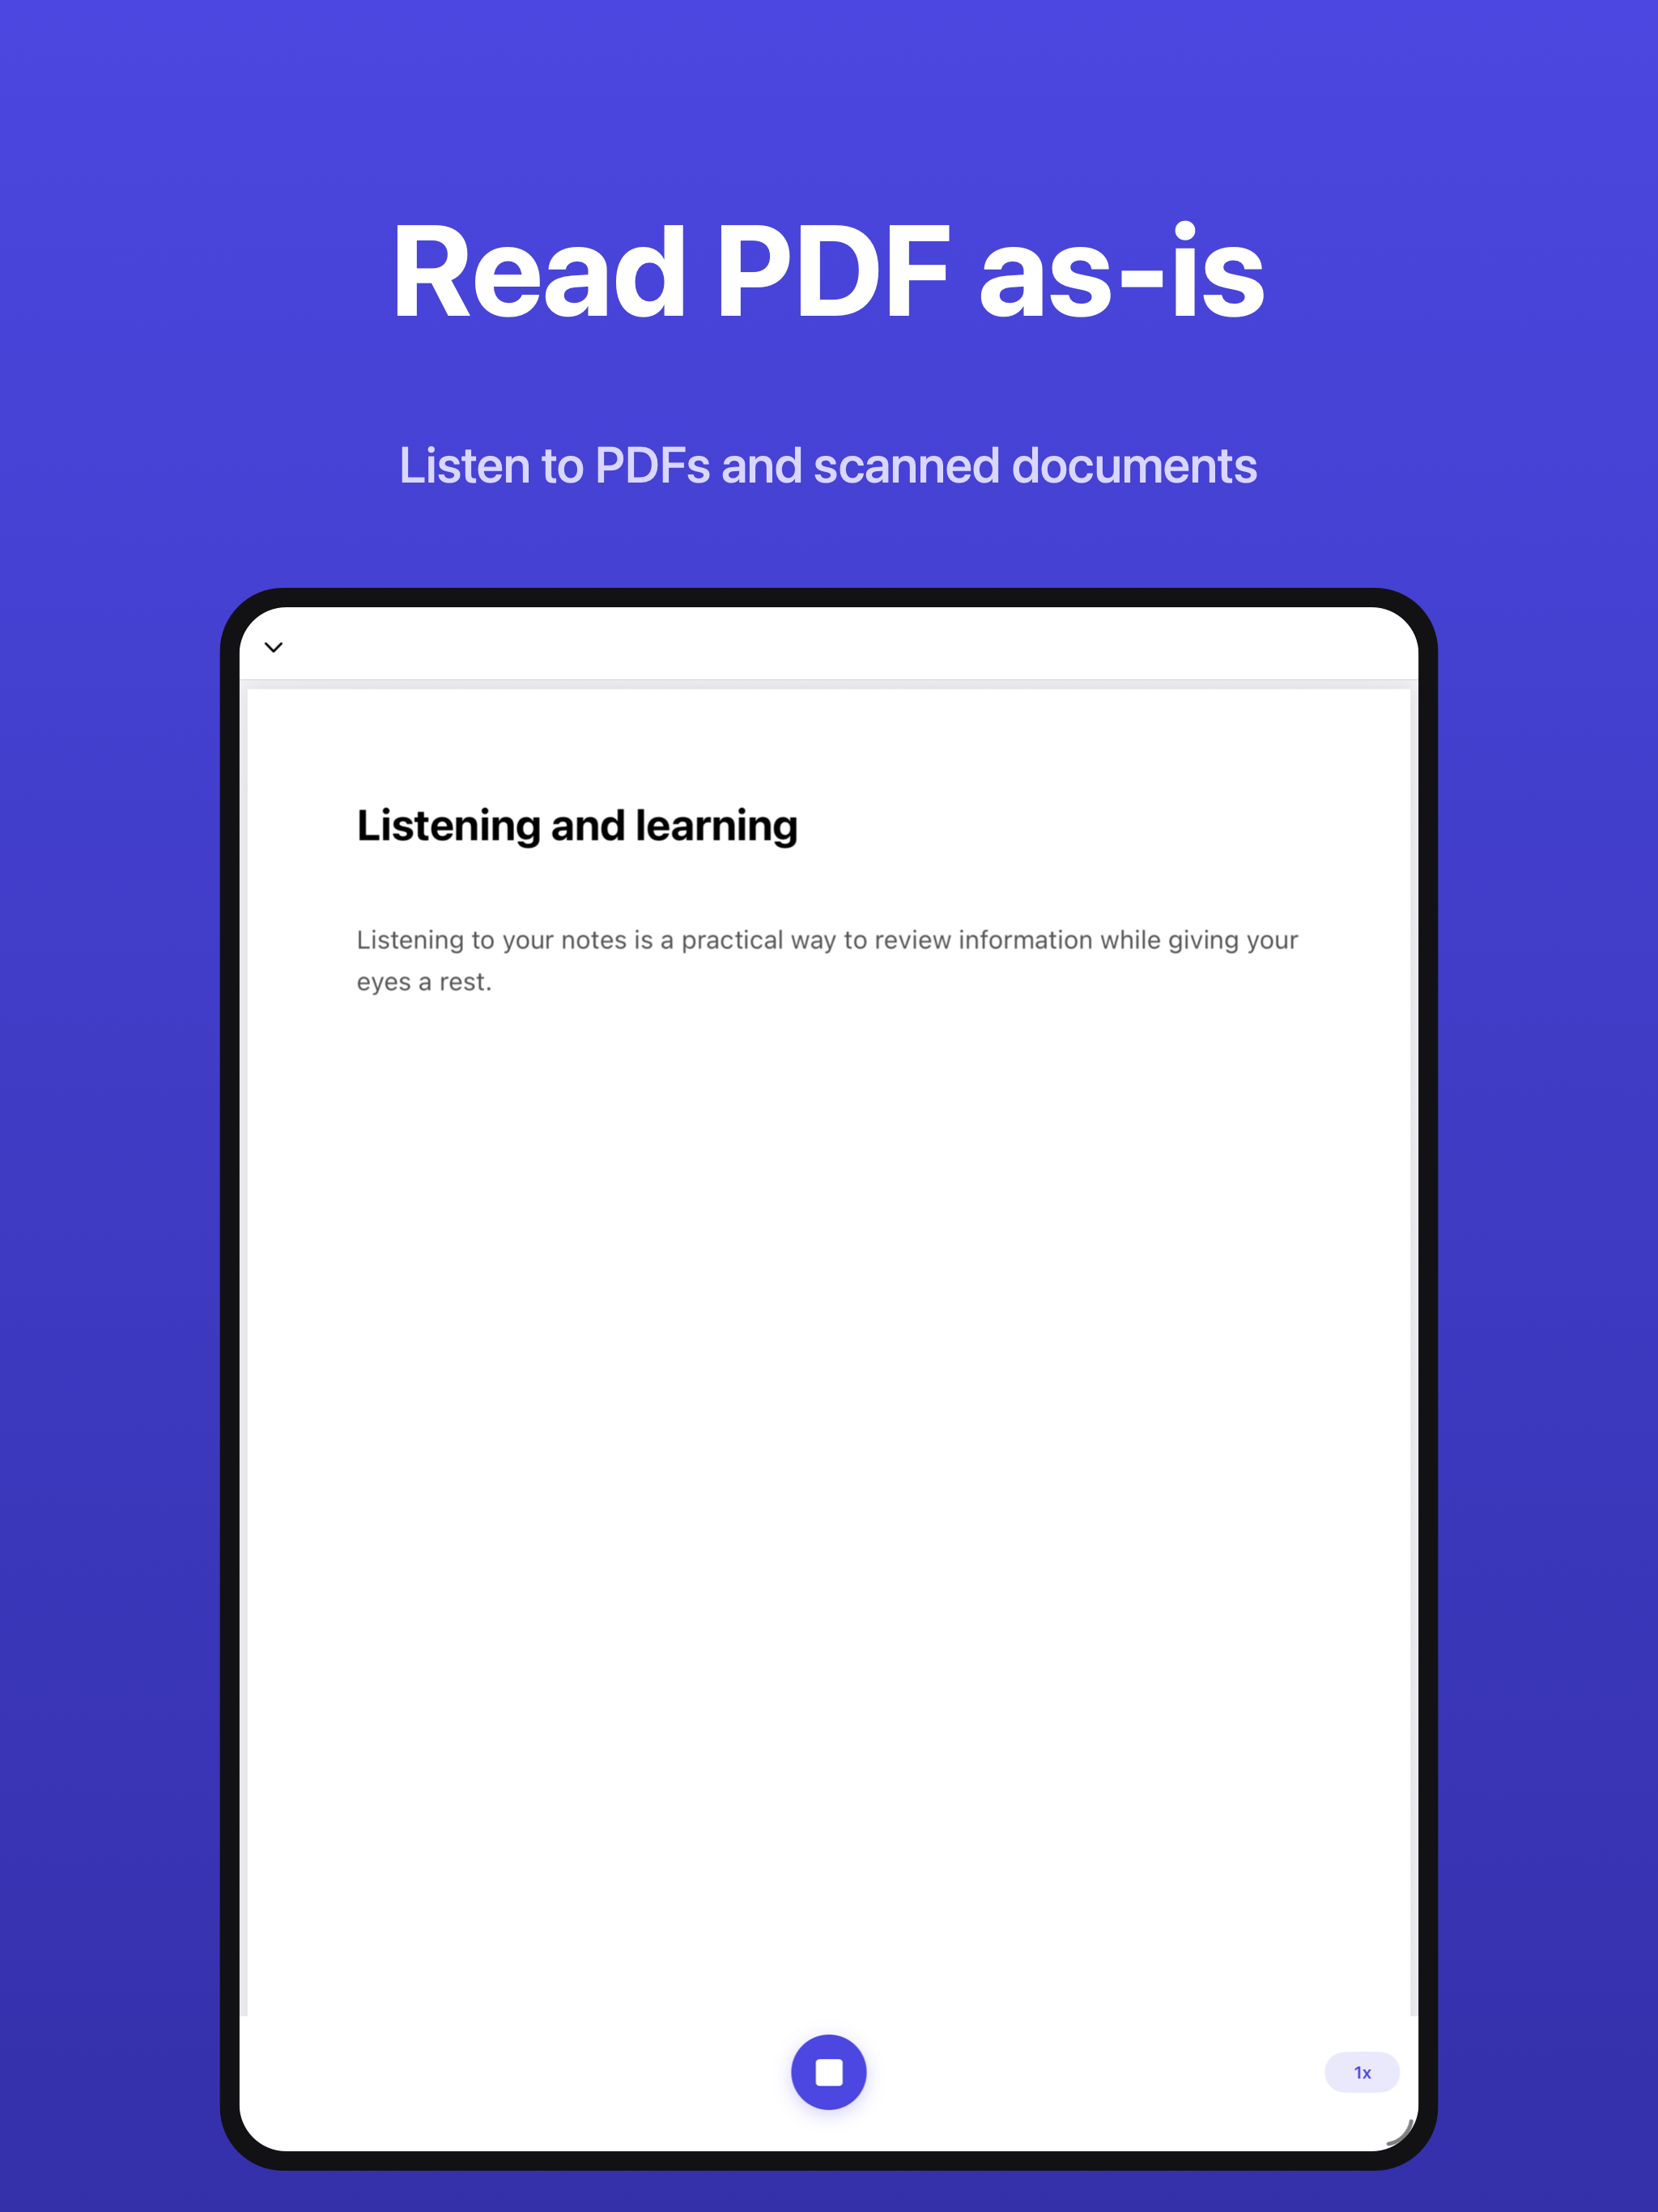 Read PDF as-is
Listen to PDFs and scanned documents
Listening and learning
Listening to your notes is a practical way to review information while giving your
eyes a rest.
1x